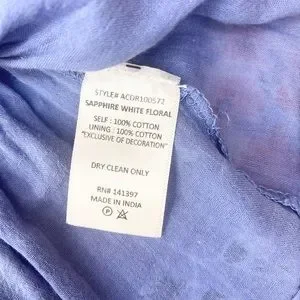 STYLE# ACDR100572
SAPPHIRE WHITE FLORAL
SELF : 100% COTTON
LINING : 100% COTTON
"EXCLUSIVE OF DECORATION"
DRY CLEAN ONLY
RN# 141397
MADE IN INDIA
P